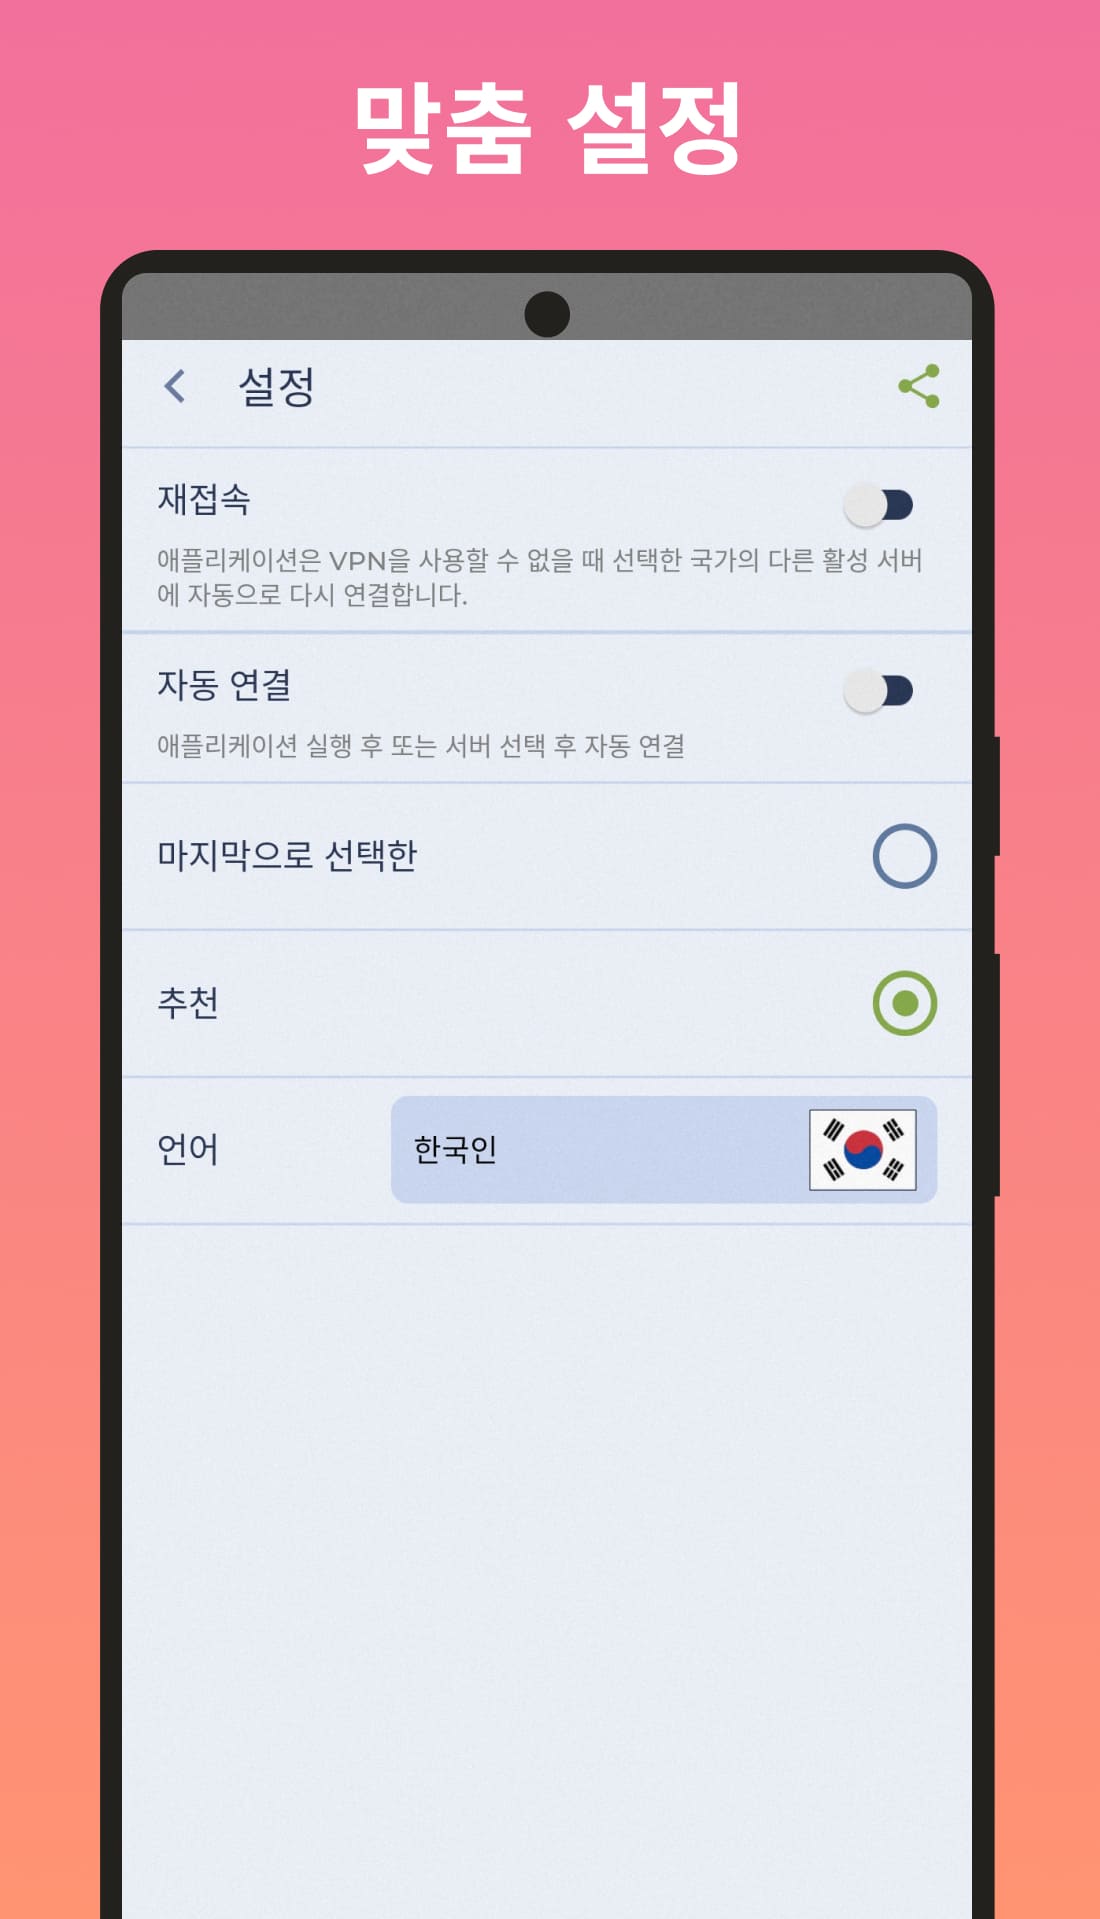 맞춤 설정
설정
재접속
애플리케이션은 VPN을 사용할 수 없을 때 선택한 국가의 다른 활성 서버
에 자동으로 다시 연결합니다.
자동 연결
애플리케이션 실행 후 또는 서버 선택 후 자동 연결
마지막으로 선택한
추천
언어
한국인